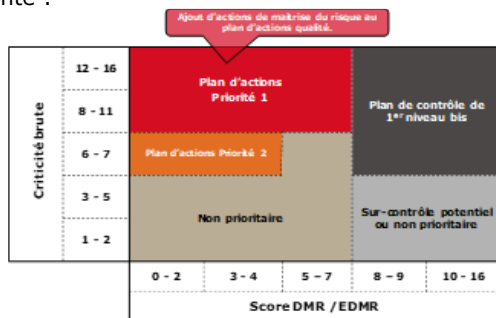 Ajout d'actions de maitrise du risque au
plan d'actions qualité.
Criticité brute
12 - 16
8 - 11
6 - 7
3 - 5
1 - 2
Plan d'actions
Priorité 1
Plan de contrôle de
1er niveau bis
Plan d'actions Priorité 2
Non prioritaire
Sur-contrôle potentiel
ou non prioritaire
0 - 2
3 - 4
5 - 7
8 - 9
10 - 16
Score DMR / EDMR